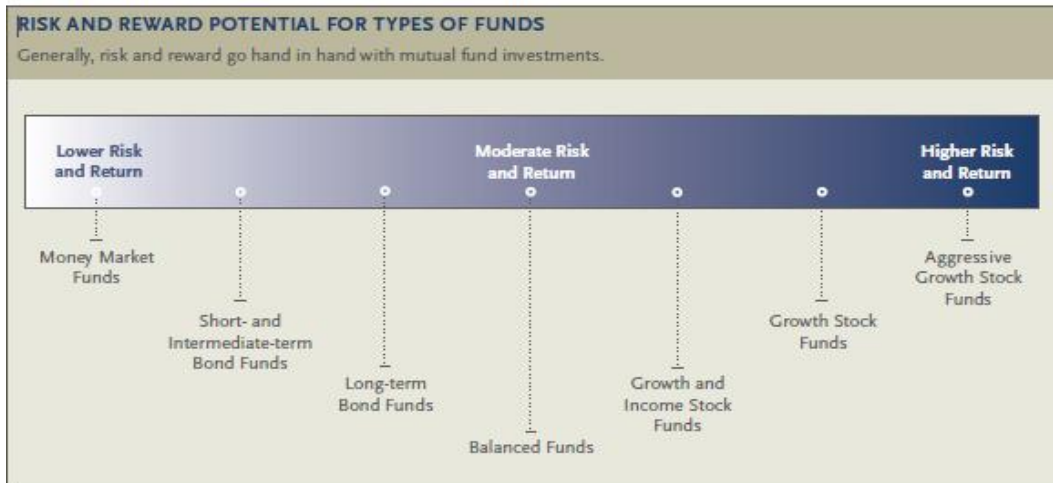 RISK AND REWARD POTENTIAL FOR TYPES OF FUNDS
Generally, risk and reward go hand in hand with mutual fund investments.
Lower Risk
and Return
Moderate Risk
and Return
Higher Risk
and Return
Money Market
Funds
Short- and
Intermediate-term
Bond Funds
Long-term
Bond Funds
Balanced Funds
Growth and
Income Stock
Funds
Growth Stock
Funds
Aggressive
Growth Stock
Funds